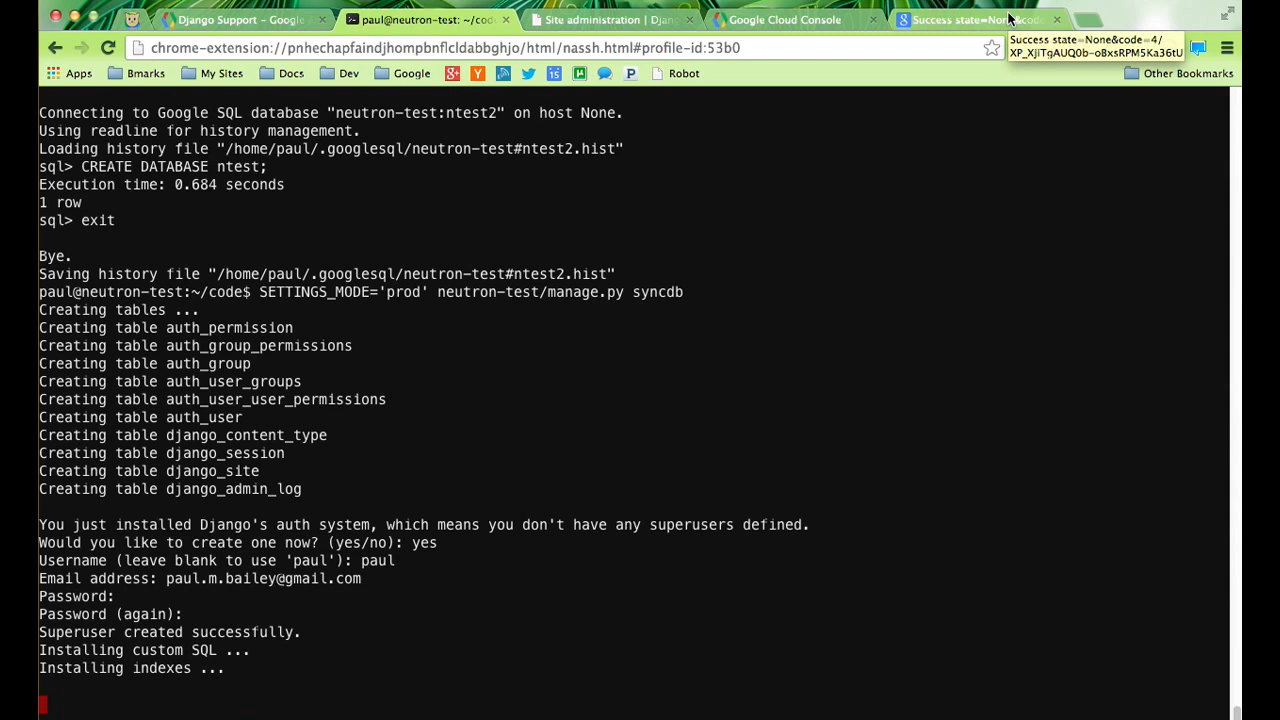 Django Support - Google
paul@neutron-test: ~/cod
Site administration | Djan
Google Cloud Console
Success state=None&code
chrome-extension://pnhechapfaindjhompbnflcldabbghjo/html/nassh.html#profile-id:53b0
Success state=None&code=4/
XP_XjiTgAUQ0b-oBxsRPM5Ka36tU
Apps
Bmarks
My Sites
Docs
Dev
Google
Robot
Other Bookmarks
Connecting to Google SQL database "neutron-test:ntest2" on host None.
Using readline for history management.
Loading history file "/home/paul/.googlesql/neutron-test#ntest2.hist"
sql> CREATE DATABASE ntest;
Execution time: 0.684 seconds
1 row
sql> exit
Bye.
Saving history file "/home/paul/.googlesql/neutron-test#ntest2.hist"
paul@neutron-test:~/code$ SETTINGS_MODE='prod' neutron-test/manage.py syncdb
Creating tables ...
Creating table auth_permission
Creating table auth_group_permissions
Creating table auth_group
Creating table auth_user_groups
Creating table auth_user_user_permissions
Creating table auth_user
Creating table django_content_type
Creating table django_session
Creating table django_site
Creating table django_admin_log
You just installed Django's auth system, which means you don't have any superusers defined.
Would you like to create one now? (yes/no): yes
Username (leave blank to use 'paul'): paul
Email address: paul.m.bailey@gmail.com
Password:
Password (again):
Superuser created successfully.
Installing custom SQL ...
Installing indexes ...